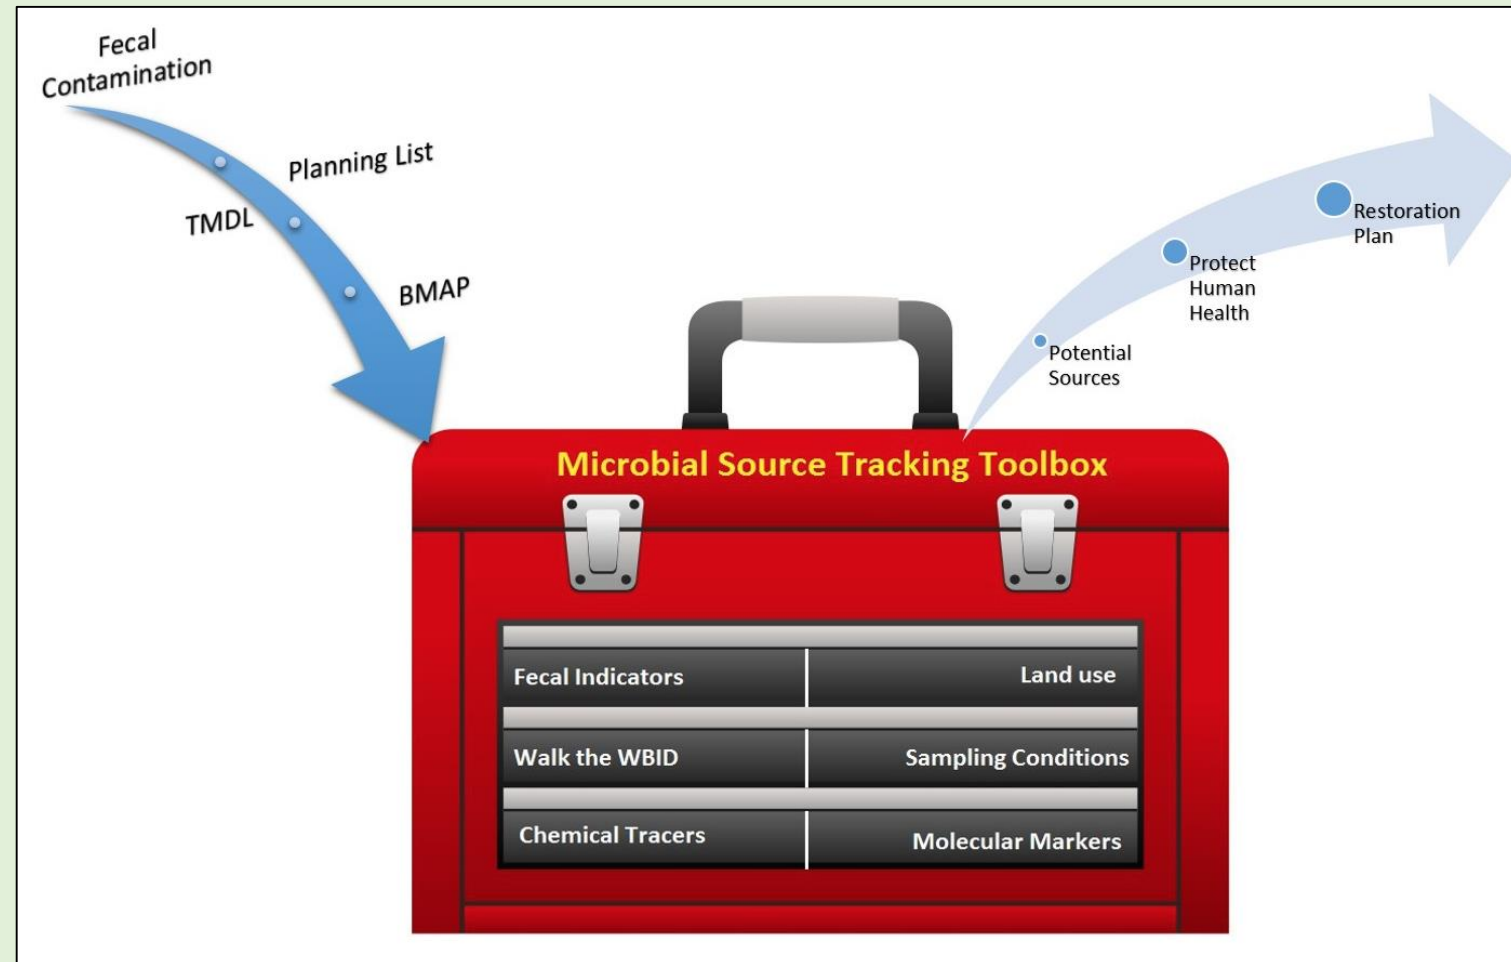 Fecal
Contamination
Planning List
TMDL
BMAP
Restoration
Plan
Protect
Human
Health
Potential
Sources
Microbial Source Tracking Toolbox
Fecal Indicators
Land use
Walk the WBID
Sampling Conditions
Chemical Tracers
Molecular Markers